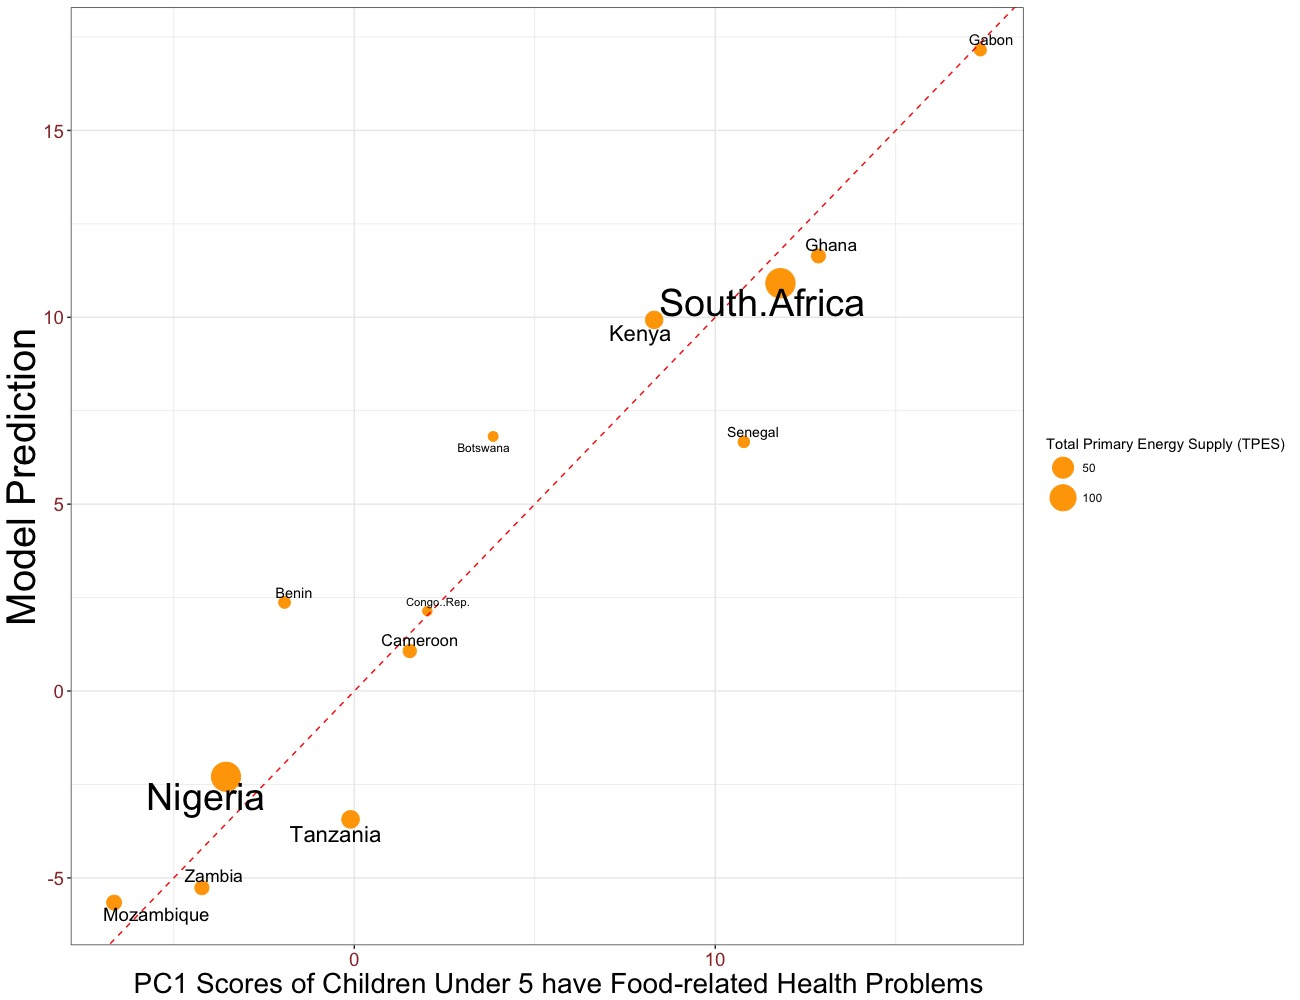 Gabon
15
Ghana
South.Africa
10
Kenya
Senegal
Botswana
Total Primary Energy Supply (TPES)
50
100
5
Model Prediction
Benin
Congo..Rep.
Cameroon
0
Nigeria
Tanzania
Zambia
-5
Mozambique
0
10
PC1 Scores of Children Under 5 have Food-related Health Problems